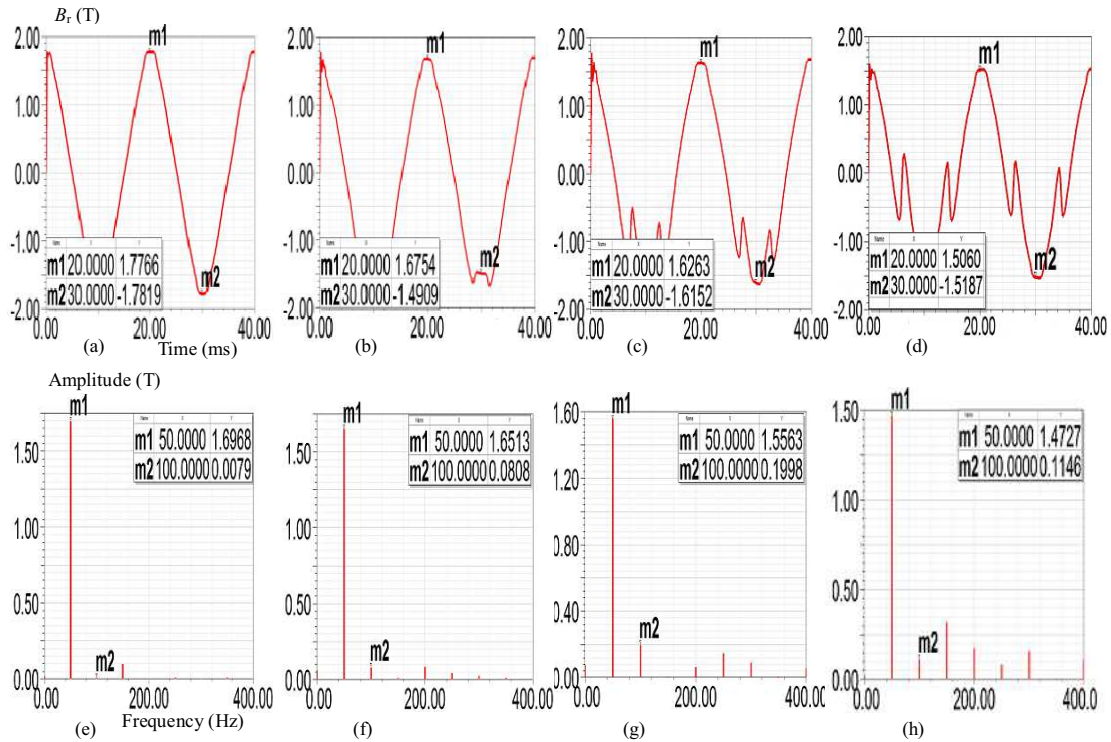 Br (T)
2.00
1.00
0.00
-1.00
-2.00
m1
m2
Name X Y
m1 20.0000 1.7766
m2 30.0000 -1.7819
0.00 20.00 40.00
(a)
Time (ms)
2.00
1.00
0.00
-1.00
-2.00
m1
m2
Name X Y
m1 20.0000 1.6754
m2 30.0000 -1.4909
0.00 20.00 40.00
(b)
2.00
1.00
0.00
-1.00
-2.00
m1
m2
Name X Y
m1 20.0000 1.6263
m2 30.0000 -1.6152
0.00 20.00 40.00
(c)
2.00
1.00
0.00
-1.00
-2.00
m1
m2
Name X Y
m1 20.0000 1.5060
m2 30.0000 -1.5187
0.00 20.00 40.00
(d)
Amplitude (T)
m1
1.50
1.00
0.50
0.00
m2
Name X Y
m1 50.0000 1.6968
m2 100.0000 0.0079
0.00 200.00 400.00
(e)
Frequency (Hz)
m1
1.50
1.00
0.50
0.00
m2
Name X Y
m1 50.0000 1.6513
m2 100.0000 0.0808
0.00 200.00 400.00
(f)
1.60
m1
1.20
0.80
0.40
0.00
m2
Name X Y
m1 50.0000 1.5563
m2 100.0000 0.1998
0.00 200.00 400.00
(g)
1.50
m1
1.00
0.50
0.00
m2
Name X Y
m1 50.0000 1.4727
m2 100.0000 0.1146
0.00 200.00 400.00
(h)